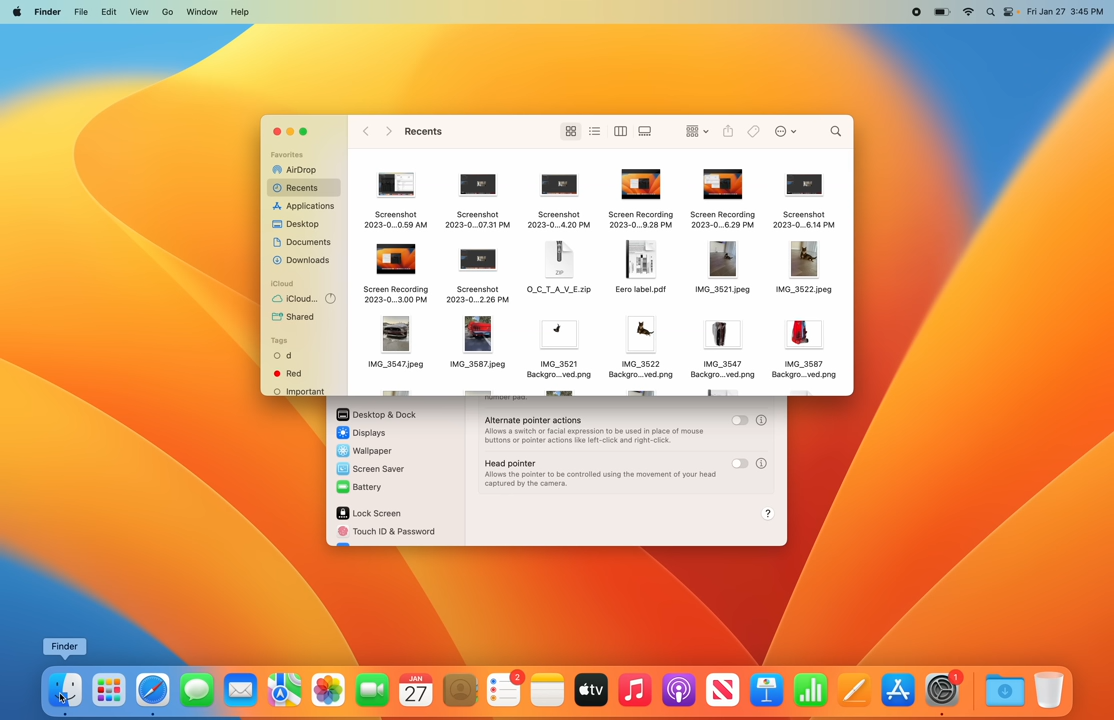 Finder File Edit View Go Window Help Fri Jan 27 3:45 PM
Recents
Favorites
AirDrop
Recents
Applications
Desktop
Documents
Downloads
iCloud
iCloud...
Shared
Tags
d
Red
Important
Screenshot
2023-0...0.59 AM
Screenshot
2023-0...07.31 PM
Screenshot
2023-0...4.20 PM
Screen Recording
2023-0...9.28 PM
Screen Recording
2023-0...6.29 PM
Screenshot
2023-0...6.14 PM
Screen Recording
2023-0...3.00 PM
Screenshot
2023-0...2.26 PM
ZIP
O_C_T_A_V_E.zip
Eero label.pdf
IMG_3521.jpeg
IMG_3522.jpeg
IMG_3547.jpeg
IMG_3587.jpeg
IMG_3521
Backgro...ved.png
IMG_3522
Backgro...ved.png
IMG_3547
Backgro...ved.png
IMG_3587
Backgro...ved.png
Desktop & Dock
Displays
Wallpaper
Screen Saver
Battery
Lock Screen
Touch ID & Password
number pad.
Alternate pointer actions
Allows a switch or facial expression to be used in place of mouse
buttons or pointer actions like left-click and right-click.
Head pointer
Allows the pointer to be controlled using the movement of your head
captured by the camera.
?
Finder
JAN
27
2
tv
1